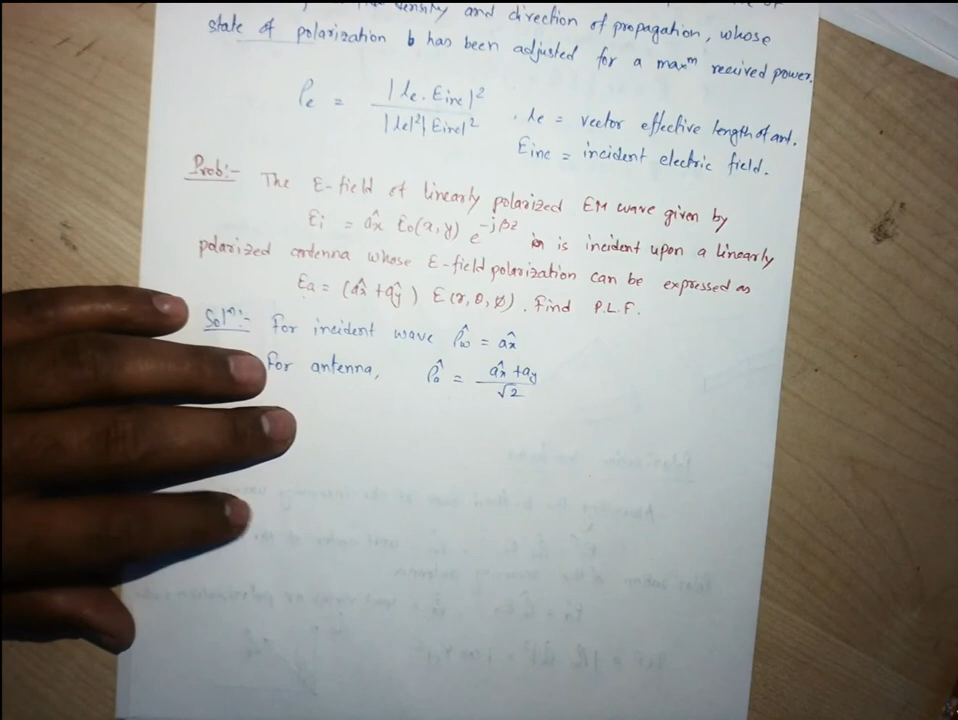 density and direction of propagation, whose
state of polarization b has been adjusted for a maxᵐ received power.
ρe = |le . Einc|² / |le|²|Einc|² . le = vector effective length of ant.
Einc = incident electric field.
Prob:- The E-field of linearly polarized EM wave given by
Ei = âx E0(x,y) e^-jβz is incident upon a linearly
polarized antenna whose E-field polarization can be expressed as
Ea = (âx + ây) E(r,θ,φ). Find P.L.F.
Solⁿ:- For incident wave ρ̂w = âx
For antenna, ρ̂a = âx + ay / √2